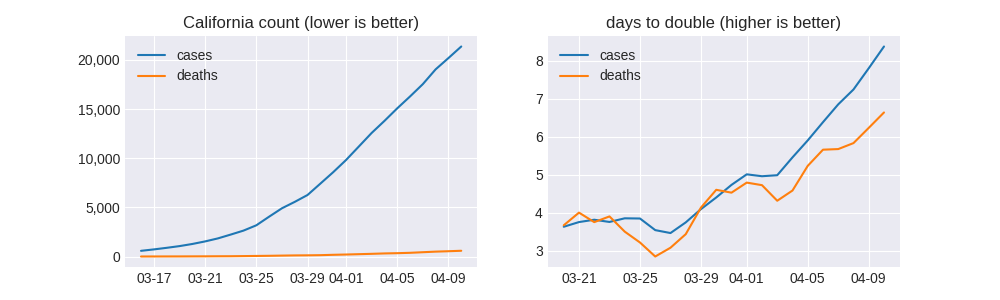 California count (lower is better)
cases
deaths
20,000
15,000
10,000
5,000
0
03-17 03-21 03-25 03-29 04-01 04-05 04-09
days to double (higher is better)
cases
deaths
8
7
6
5
4
3
03-21 03-25 03-29 04-01 04-05 04-09